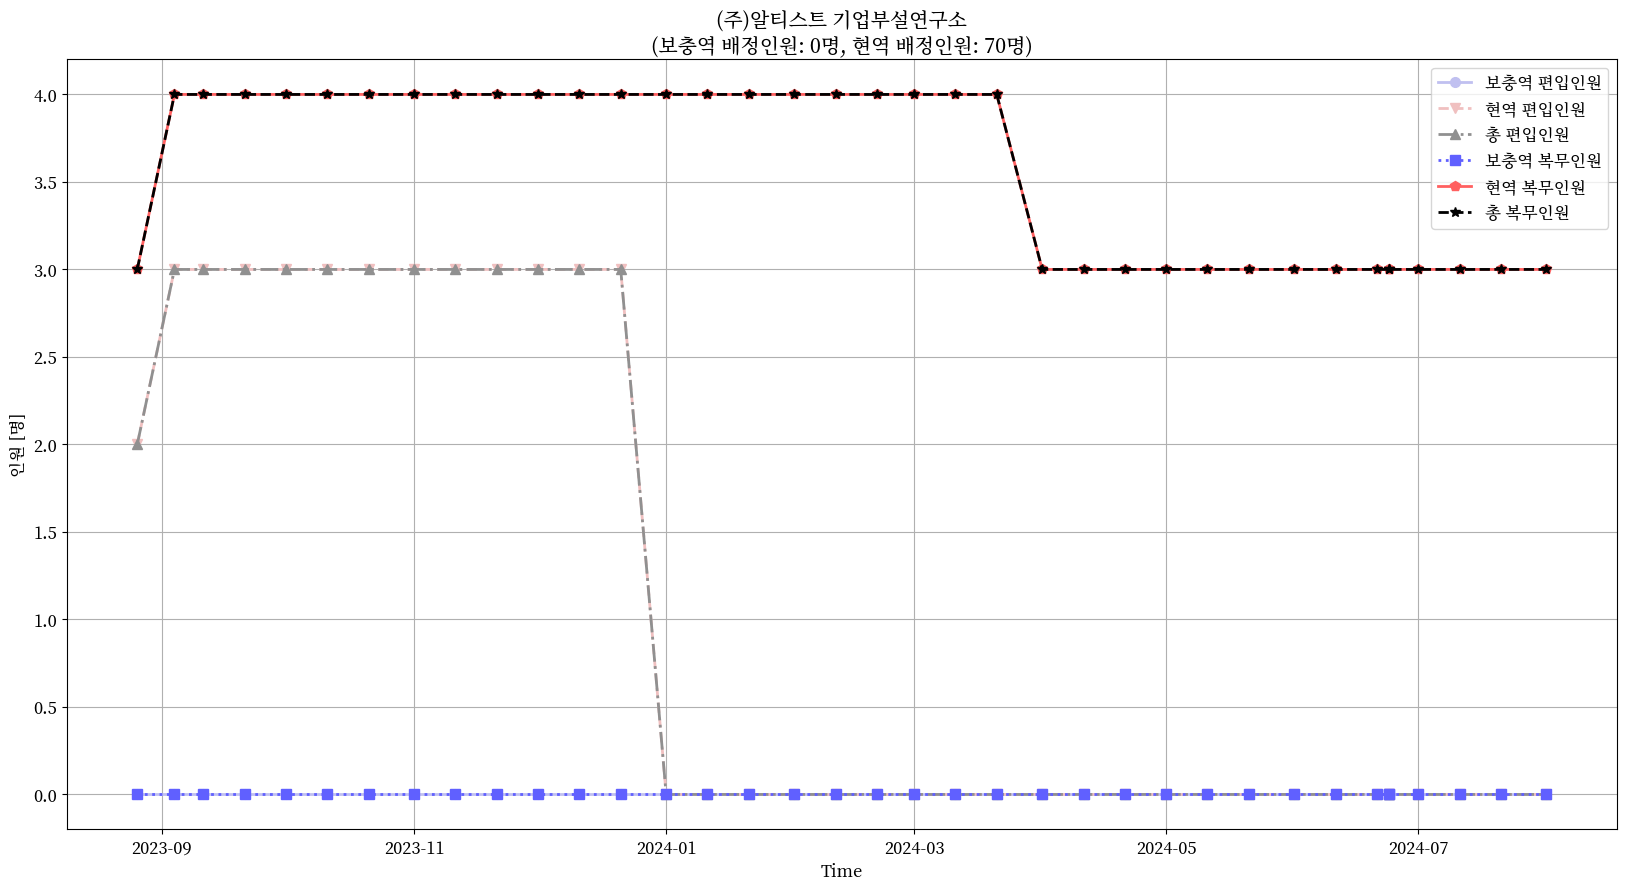 (주)알티스트 기업부설연구소
(보충역 배정인원: 0명, 현역 배정인원: 70명)
보충역 편입인원
현역 편입인원
총 편입인원
보충역 복무인원
현역 복무인원
총 복무인원
인원 [명]
4.0
3.5
3.0
2.5
2.0
1.5
1.0
0.5
0.0
2023-09
2023-11
2024-01
2024-03
2024-05
2024-07
Time